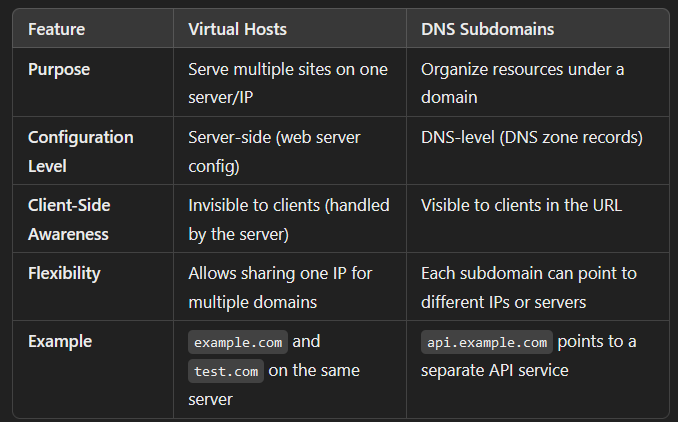 Feature Virtual Hosts DNS Subdomains
Purpose Serve multiple sites on one Organize resources under a
server/IP domain
Configuration Server-side (web server DNS-level (DNS zone records)
Level config)
Client-Side Invisible to clients (handled Visible to clients in the URL
Awareness by the server)
Flexibility Allows sharing one IP for Each subdomain can point to
multiple domains different IPs or servers
Example example.com and api.example.com points to a
test.com on the same separate API service
server